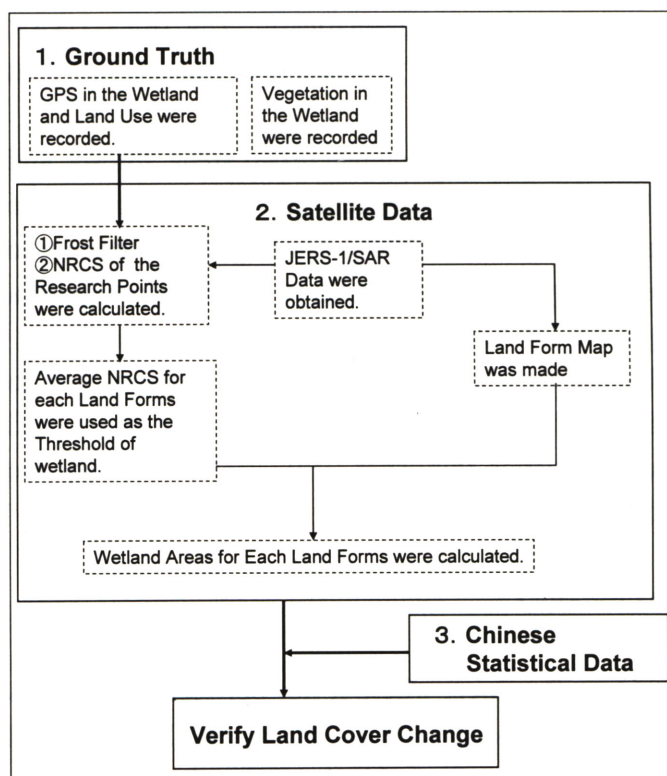 1. Ground Truth
GPS in the Wetland
and Land Use were
recorded.
Vegetation in
the Wetland
were recorded
2. Satellite Data
①Frost Filter
②NRCS of the
Research Points
were calculated.
JERS-1/SAR
Data were
obtained.
Land Form Map
was made
Average NRCS for
each Land Forms
were used as the
Threshold of
wetland.
Wetland Areas for Each Land Forms were calculated.
3. Chinese
Statistical Data
Verify Land Cover Change